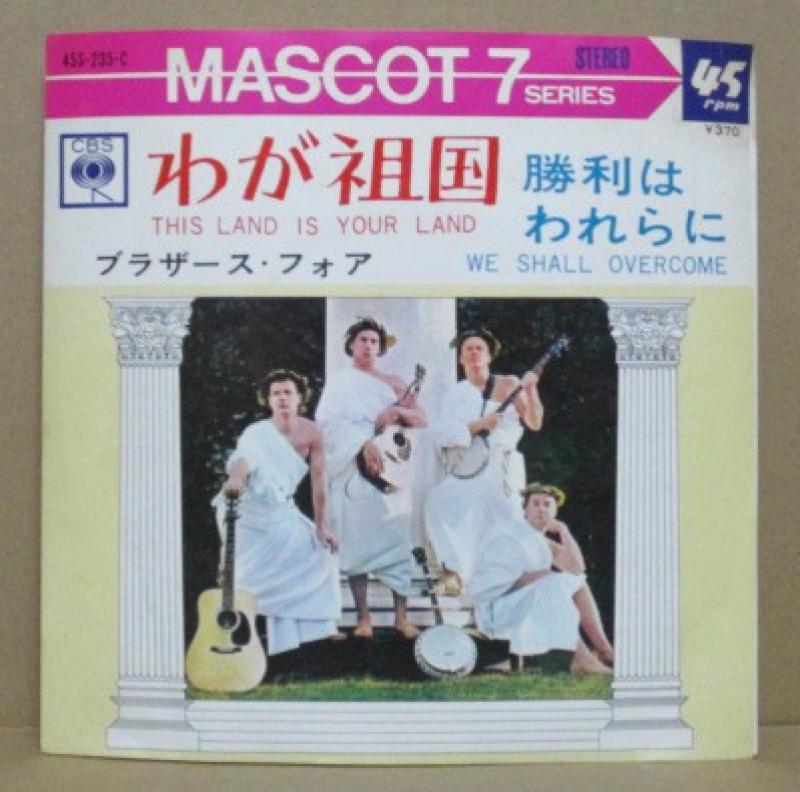 45S-235-C
MASCOT 7 SERIES
STEREO
45 rpm
¥370
CBS
わが祖国
THIS LAND IS YOUR LAND
勝利は
われらに
WE SHALL OVERCOME
ブラザース・フォア